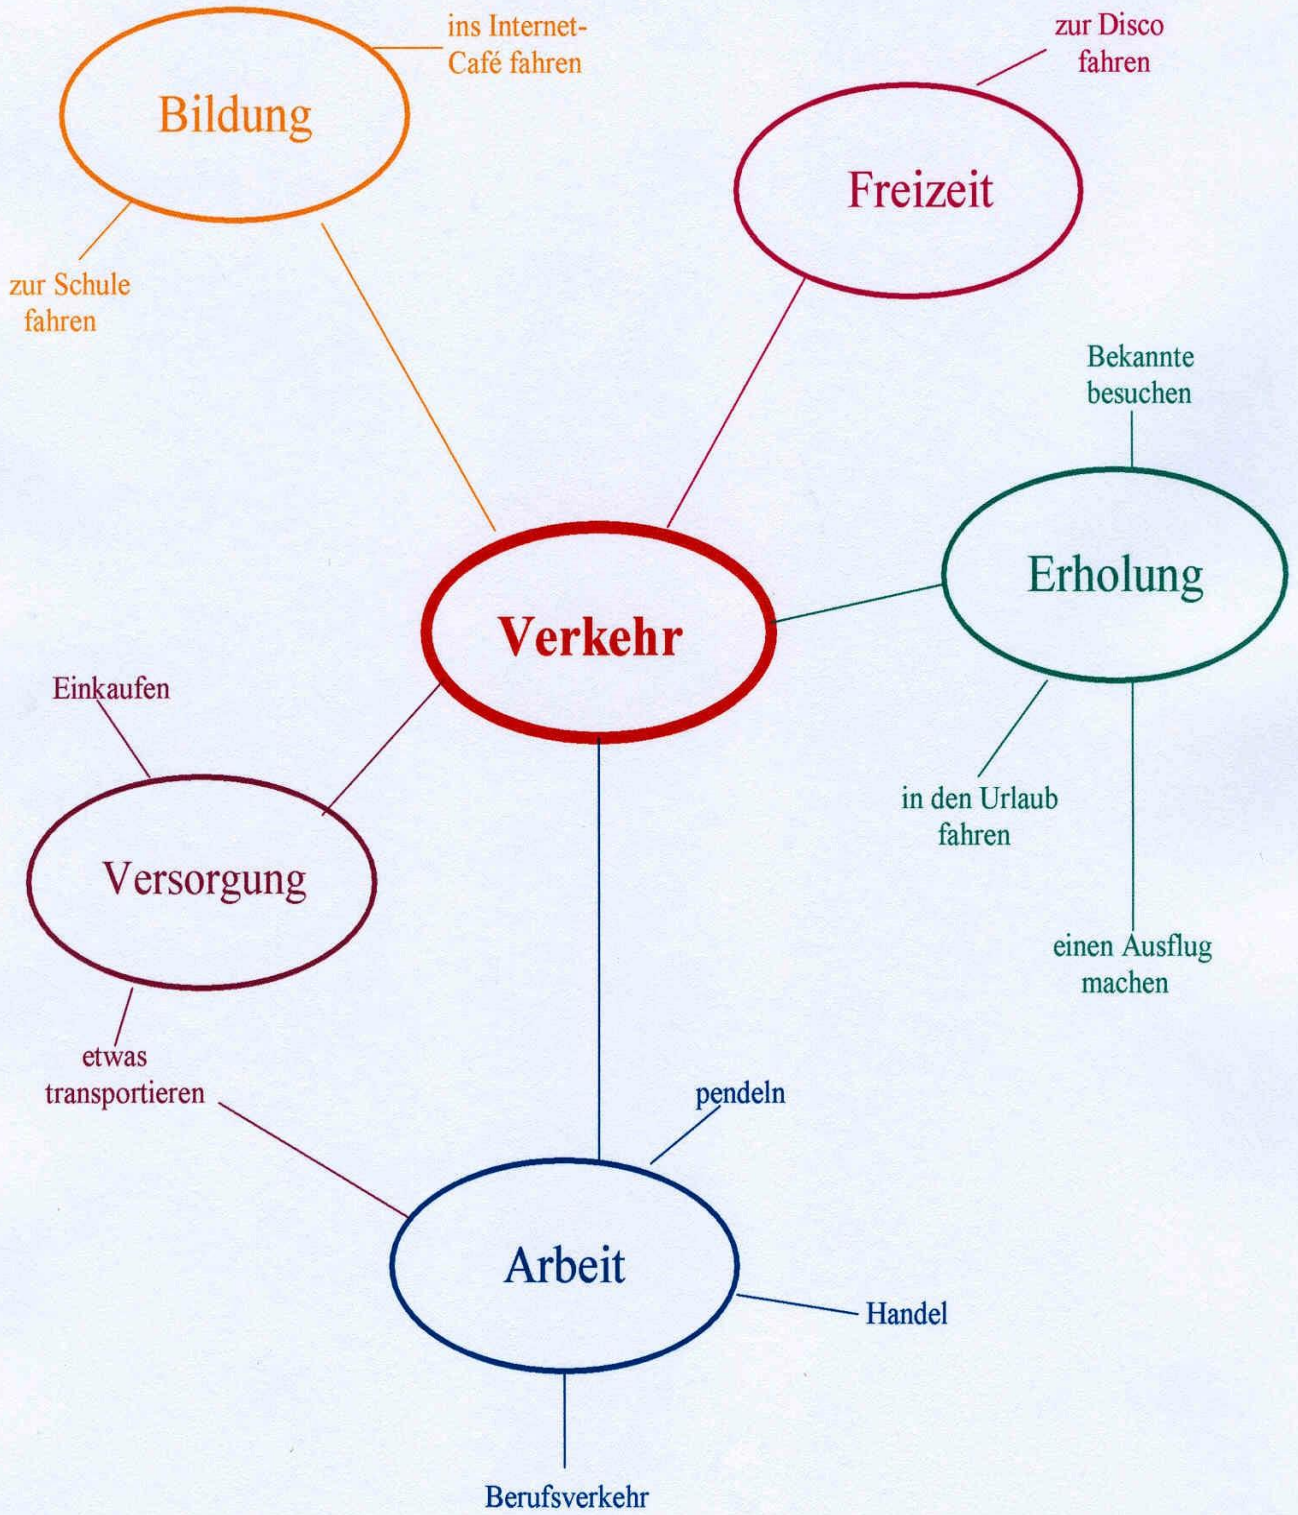 ins Internet-
Café fahren
zur Disco
fahren
Bildung
Freizeit
zur Schule
fahren
Bekannte
besuchen
Erholung
Verkehr
Einkaufen
in den Urlaub
fahren
Versorgung
einen Ausflug
machen
etwas
transportieren
pendeln
Arbeit
Handel
Berufsverkehr